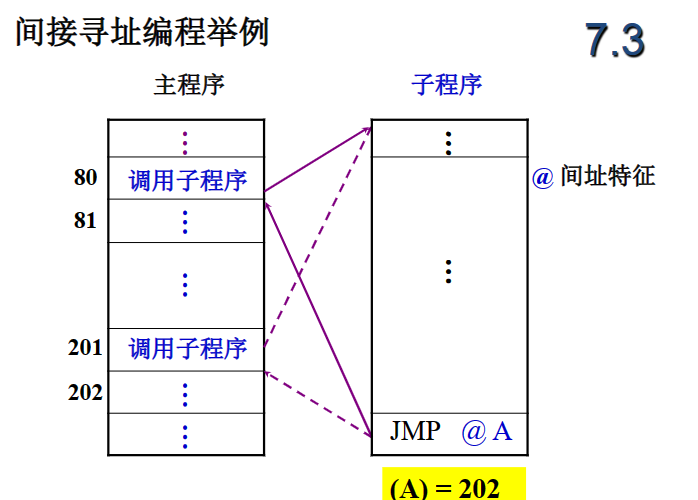 间接寻址编程举例
7.3
主程序
子程序
80 调用子程序
@ 间址特征
81
201 调用子程序
202
JMP @ A
(A) = 202